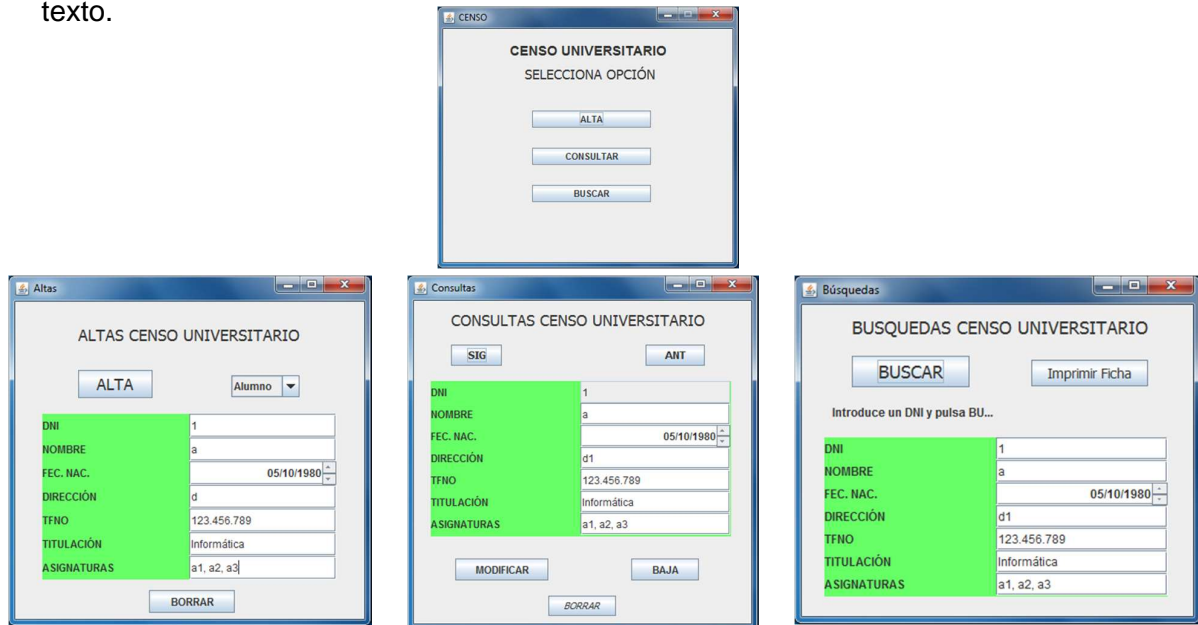 texto.
CENSO
CENSO UNIVERSITARIO
SELECCIONA OPCIÓN
ALTA
CONSULTAR
BUSCAR
Altas
ALTAS CENSO UNIVERSITARIO
ALTA
Alumno
DNI 1
NOMBRE a
FEC. NAC. 05/10/1980
DIRECCIÓN d
TFNO 123.456.789
TITULACIÓN Informática
ASIGNATURAS a1, a2, a3
BORRAR
Consultas
CONSULTAS CENSO UNIVERSITARIO
SIG ANT
DNI 1
NOMBRE a
FEC. NAC. 05/10/1980
DIRECCIÓN d1
TFNO 123.456.789
TITULACIÓN Informática
ASIGNATURAS a1, a2, a3
MODIFICAR BAJA
BORRAR
Búsquedas
BUSQUEDAS CENSO UNIVERSITARIO
BUSCAR Imprimir Ficha
Introduce un DNI y pulsa BU...
DNI 1
NOMBRE a
FEC. NAC. 05/10/1980
DIRECCIÓN d1
TFNO 123.456.789
TITULACIÓN Informática
ASIGNATURAS a1, a2, a3